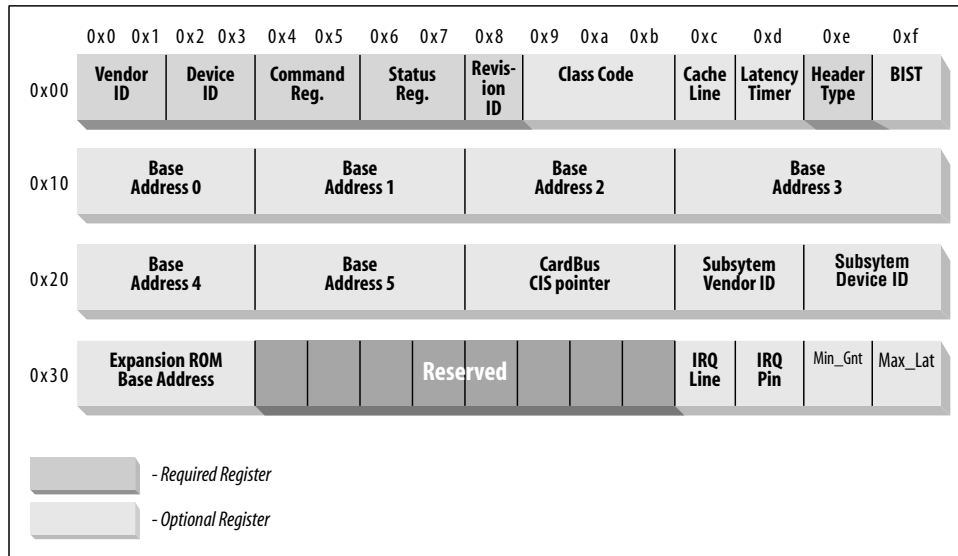 0x0 0x1 0x2 0x3 0x4 0x5 0x6 0x7 0x8 0x9 0xa 0xb 0xc 0xd 0xe 0xf
0x00
Vendor
ID
Device
ID
Command
Reg.
Status
Reg.
Revis-
ion
ID
Class Code
Cache
Line
Latency
Timer
Header
Type
BIST
0x10
Base
Address 0
Base
Address 1
Base
Address 2
Base
Address 3
0x20
Base
Address 4
Base
Address 5
CardBus
CIS pointer
Subsytem
Vendor ID
Subsytem
Device ID
0x30
Expansion ROM
Base Address
Reserved
IRQ
Line
IRQ
Pin
Min_Gnt
Max_Lat
- Required Register
- Optional Register